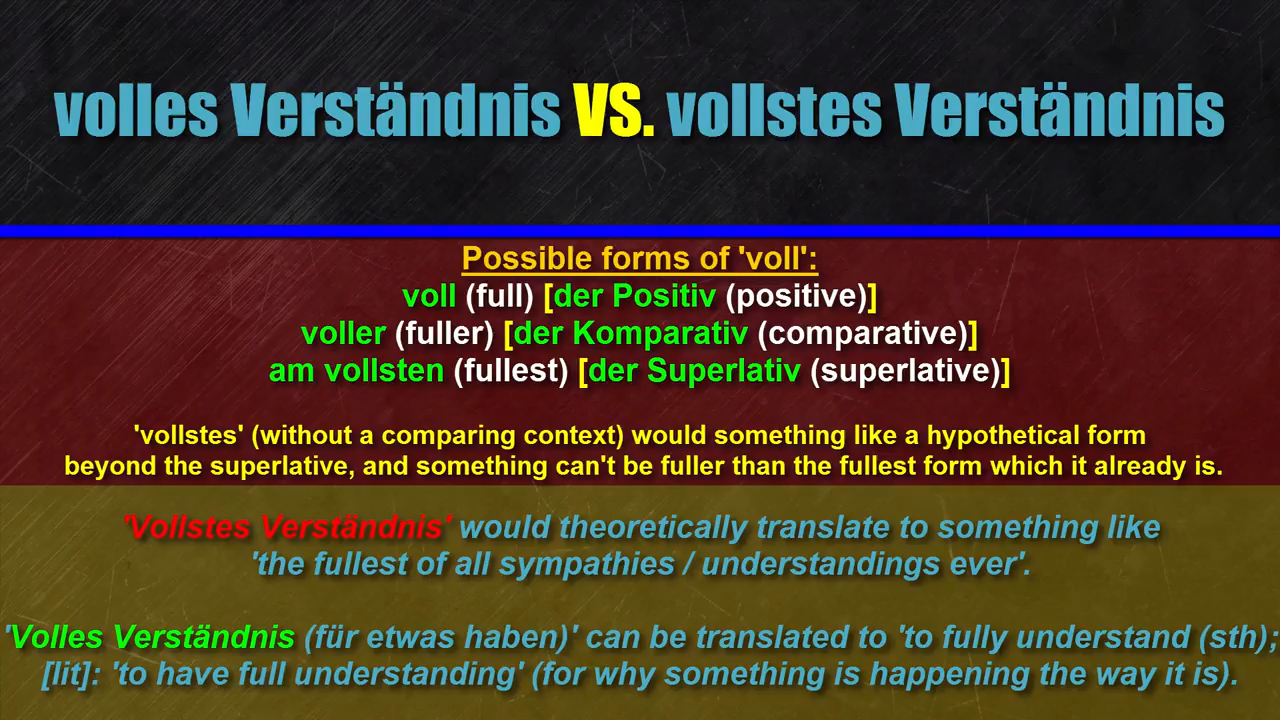 volles Verständnis VS. vollstes Verständnis
Possible forms of 'voll':
voll (full) [der Positiv (positive)]
voller (fuller) [der Komparativ (comparative)]
am vollsten (fullest) [der Superlativ (superlative)]
'vollstes' (without a comparing context) would something like a hypothetical form
beyond the superlative, and something can't be fuller than the fullest form which it already is.
'Vollstes Verständnis' would theoretically translate to something like
'the fullest of all sympathies / understandings ever'.
'Volles Verständnis (für etwas haben)' can be translated to 'to fully understand (sth);
[lit]: 'to have full understanding' (for why something is happening the way it is).